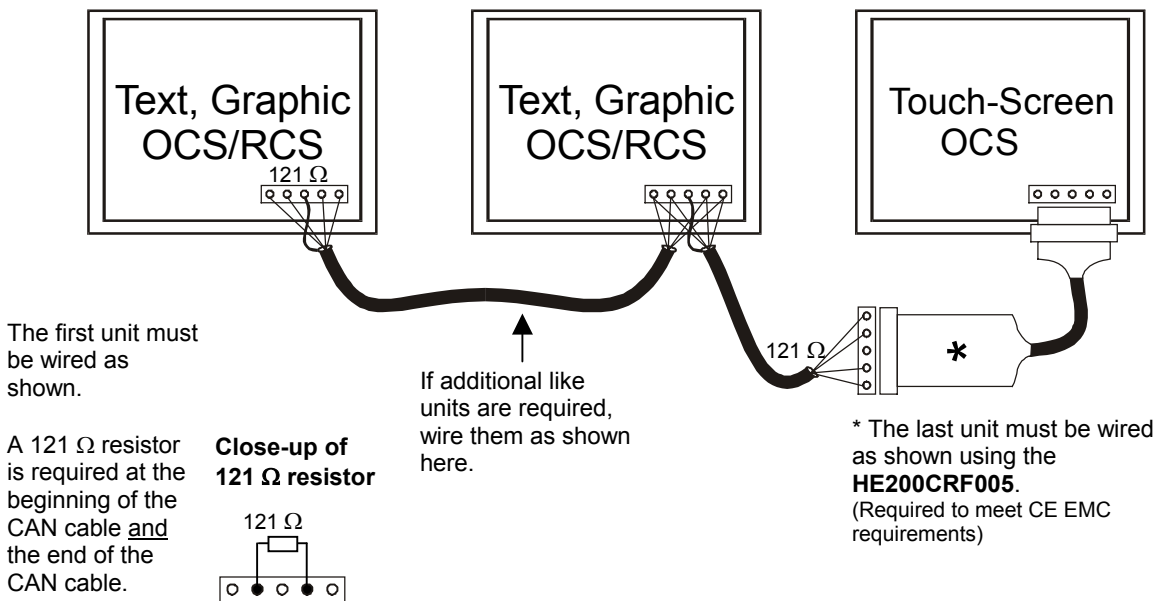 Text, Graphic
OCS/RCS
121 Ω
Text, Graphic
OCS/RCS
Touch-Screen
OCS
121 Ω
*
The first unit must
be wired as
shown.
A 121 Ω resistor
is required at the
beginning of the
CAN cable and
the end of the
CAN cable.
Close-up of
121 Ω resistor
121 Ω
If additional like
units are required,
wire them as shown
here.
* The last unit must be wired
as shown using the
HE200CRF005.
(Required to meet CE EMC
requirements)